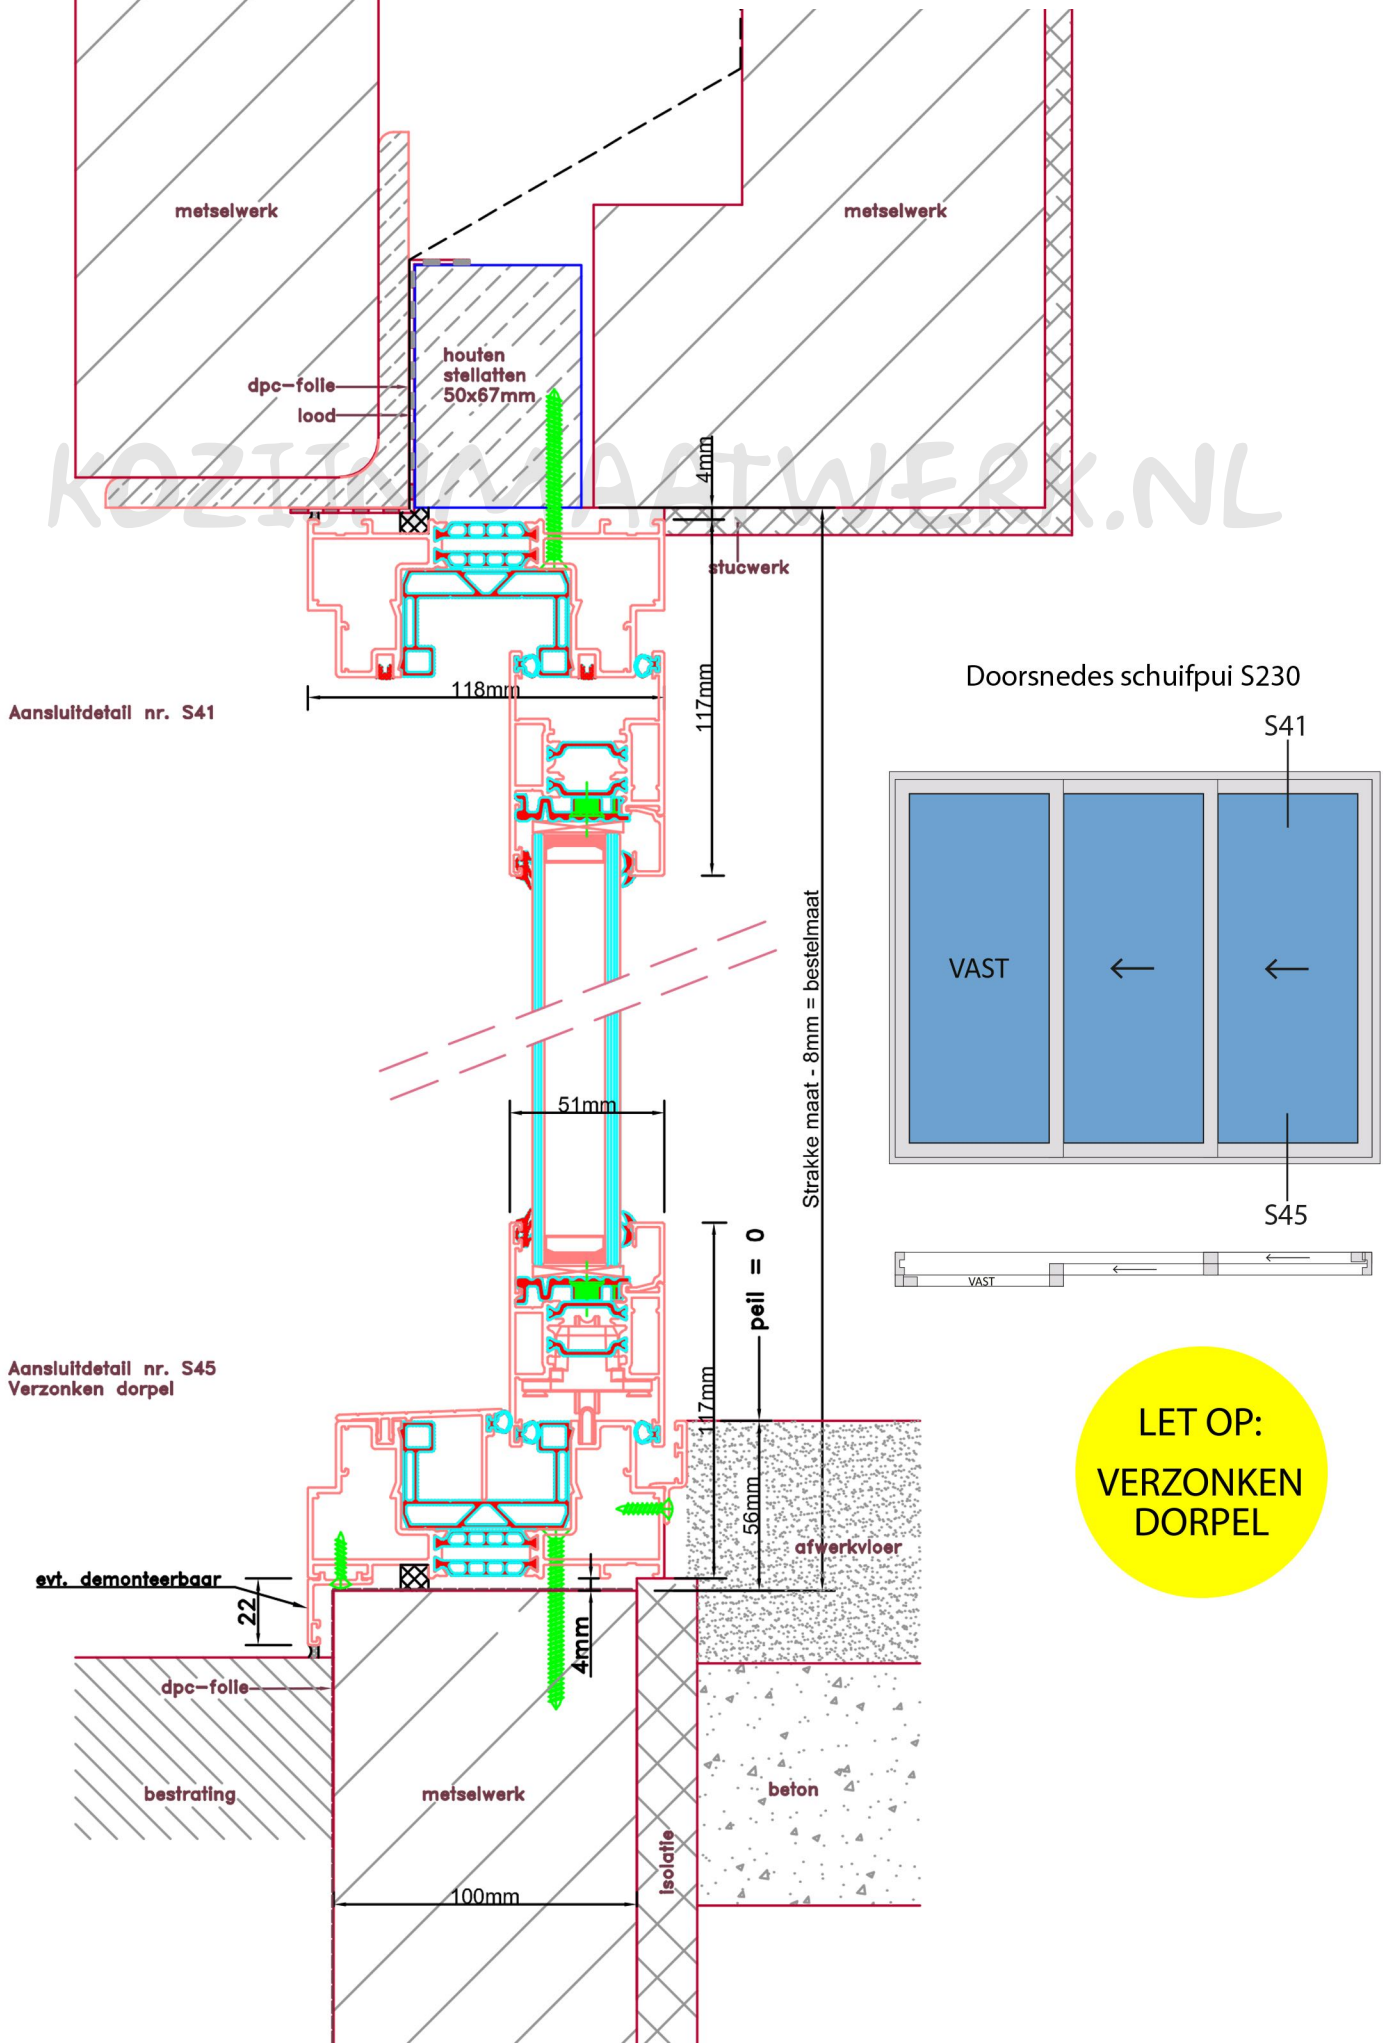 metselwerk
metselwerk
houten
stellatten
50x67mm
dpc-folie
lood
KOZIJNMAATWERK.NL
4mm
stucwerk
118mm
117mm
Aansluitdetail nr. S41
Doorsnedes schuifpui S230
S41
VAST
S45
VAST
Strakke maat - 8mm = bestelmaat
51mm
peil = 0
Aansluitdetail nr. S45
Verzonken dorpel
117mm
56mm
LET OP:
VERZONKEN
DORPEL
afwerkvloer
evt. demonteerbaar
22
4mm
dpc-folie
bestrating
metselwerk
beton
isolatie
100mm